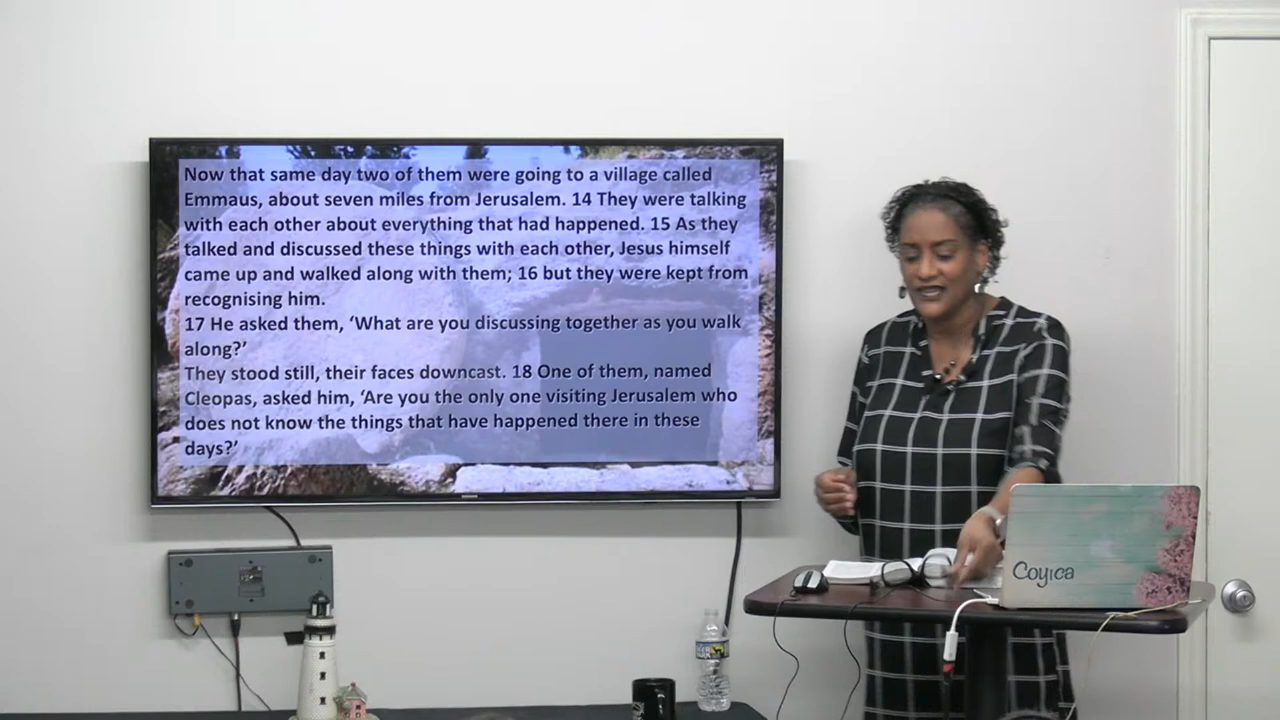 Now that same day two of them were going to a village called
Emmaus, about seven miles from Jerusalem. 14 They were talking
with each other about everything that had happened. 15 As they
talked and discussed these things with each other, Jesus himself
came up and walked along with them; 16 but they were kept from
recognising him.
17 He asked them, ‘What are you discussing together as you walk
along?’
They stood still, their faces downcast. 18 One of them, named
Cleopas, asked him, ‘Are you the only one visiting Jerusalem who
does not know the things that have happened there in these
days?’
Coyica